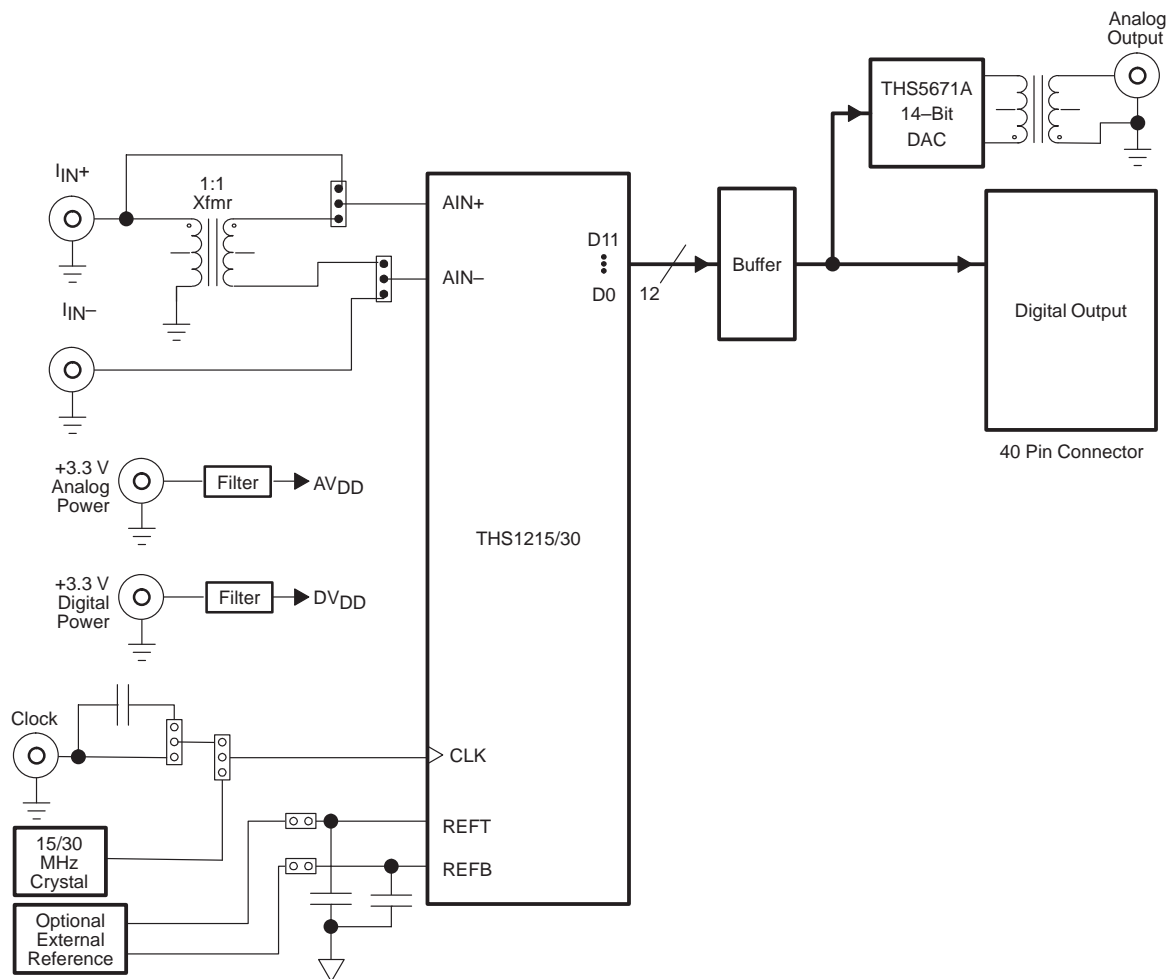 Analog
Output
THS5671A
14–Bit
DAC
IIN+
1:1
Xfmr
AIN+
D11
D0
12
Buffer
Digital Output
40 Pin Connector
AIN–
IIN–
+3.3 V
Analog
Power
Filter
AVDD
THS1215/30
+3.3 V
Digital
Power
Filter
DVDD
Clock
CLK
15/30
MHz
Crystal
REFT
REFB
Optional
External
Reference